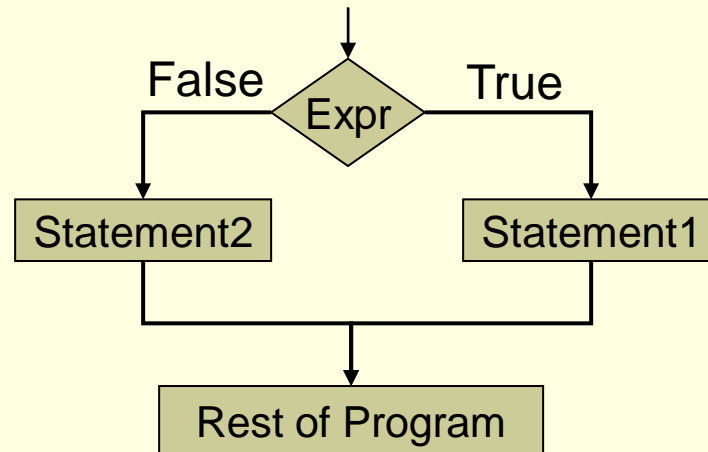 False
True
Expr
Statement2
Statement1
Rest of Program